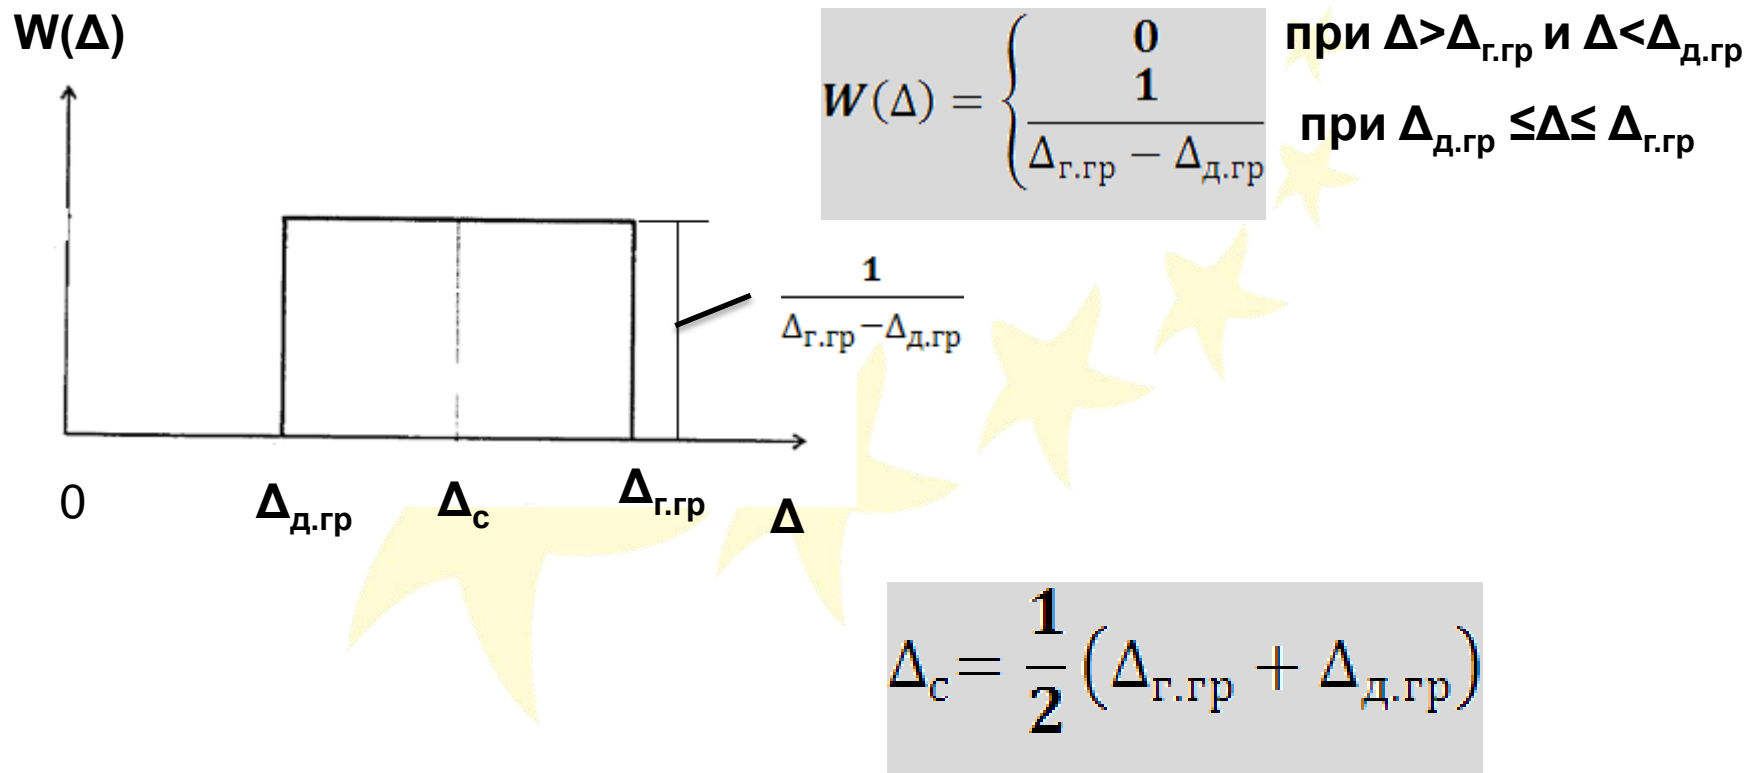 W(Δ)
W(Δ) = { 0 при Δ>Δг.гр и Δ<Δд.гр
1 / (Δг.гр − Δд.гр) при Δд.гр ≤Δ≤ Δг.гр
1 / (Δг.гр−Δд.гр)
0 Δд.гр Δс Δг.гр Δ
Δс= 1/2 (Δг.гр + Δд.гр)